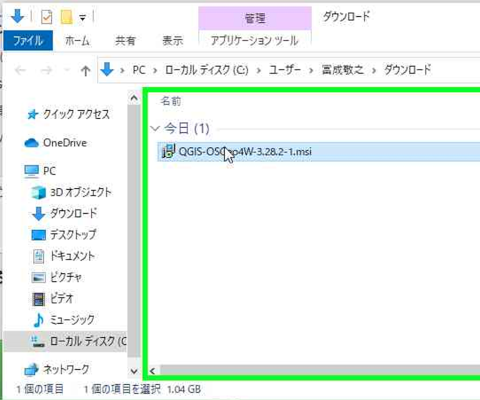 管理
ダウンロード
ファイル ホーム 共有 表示 アプリケーション ツール
PC > ローカル ディスク (C:) > ユーザー > 冨成敬之 > ダウンロード
名前
クイック アクセス
今日 (1)
OneDrive
QGIS-OSGeo4W-3.28.2-1.msi
PC
3D オブジェクト
ダウンロード
デスクトップ
ドキュメント
ピクチャ
ビデオ
ミュージック
ローカル ディスク (C
ネットワーク
1 個の項目 1 個の項目を選択 1.04 GB